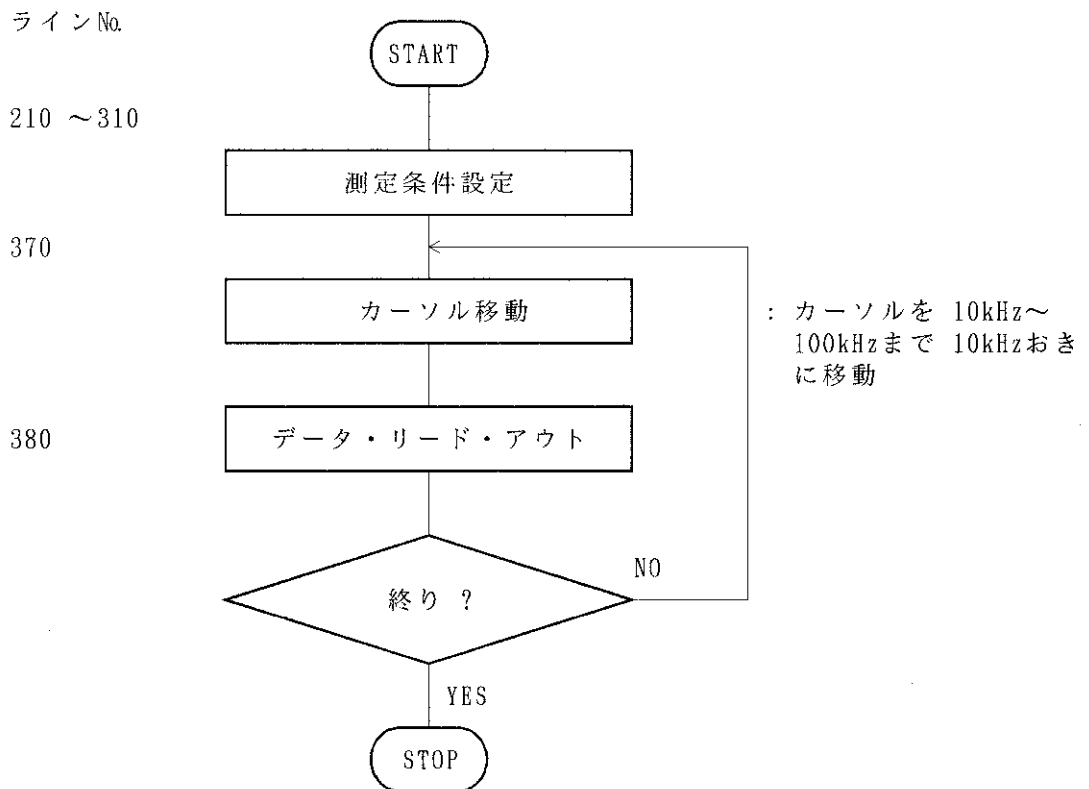 ラインNo.
START
210 ～310
測定条件設定
370
カーソル移動
: カーソルを 10kHz～
100kHzまで 10kHzおき
に移動
380
データ・リード・アウト
NO
終り ?
YES
STOP